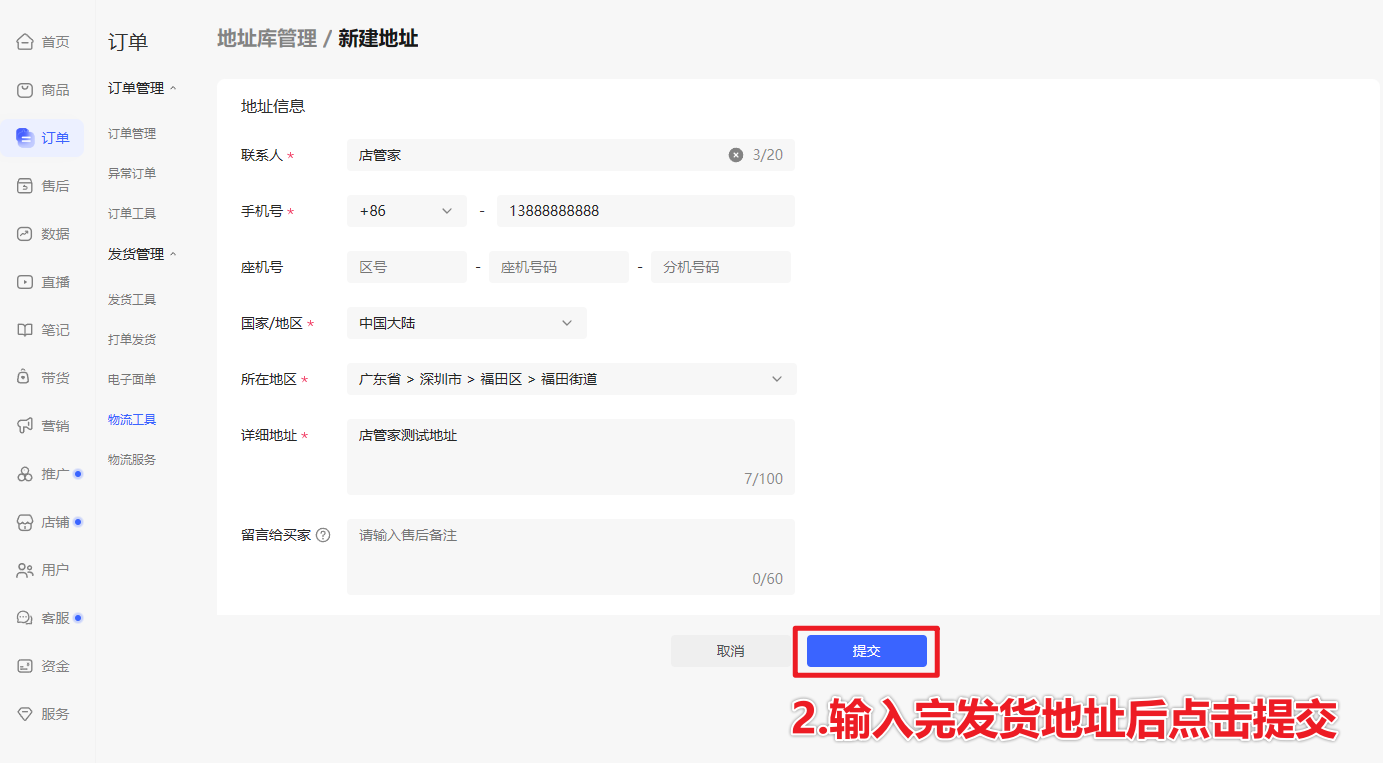 首页
商品
订单
售后
数据
直播
笔记
带货
营销
推广
店铺
用户
客服
资金
服务
订单
订单管理
订单管理
异常订单
订单工具
发货管理
发货工具
打单发货
电子面单
物流工具
物流服务
地址库管理 / 新建地址
地址信息
联系人 * 店管家 3/20
手机号 * +86 - 13888888888
座机号 区号 - 座机号码 - 分机号码
国家/地区 * 中国大陆
所在地区 * 广东省 > 深圳市 > 福田区 > 福田街道
详细地址 * 店管家测试地址
7/100
留言给买家 ? 请输入售后备注
0/60
取消 提交
2.输入完发货地址后点击提交